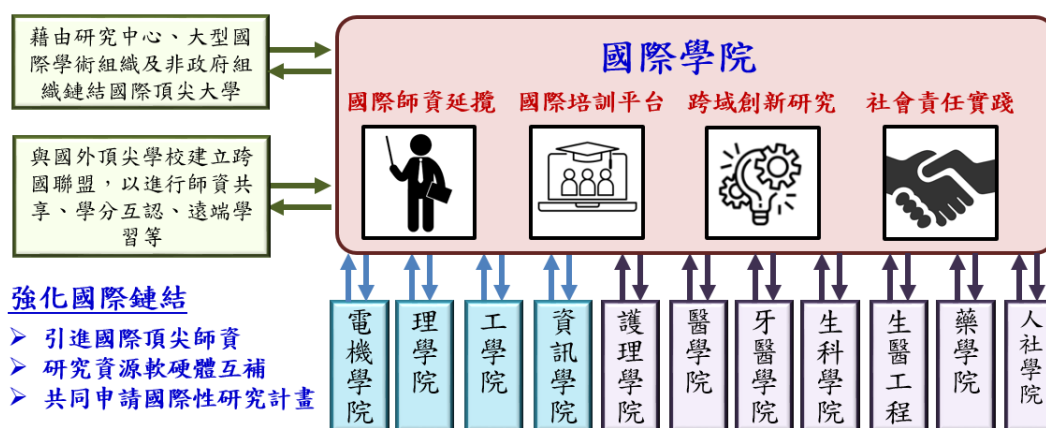 藉由研究中心、大型國
際學術組織及非政府組
織鏈結國際頂尖大學
與國外頂尖學校建立跨
國聯盟，以進行師資共
享、學分互認、遠端學
習等
強化國際鏈結
➢ 引進國際頂尖師資
➢ 研究資源軟硬體互補
➢ 共同申請國際性研究計畫
國際學院
國際師資延攬
國際培訓平台
跨域創新研究
社會責任實踐
電機學院
理學院
工學院
資訊學院
護理學院
醫學院
牙醫學院
生科學院
生醫工程
藥學院
人社學院